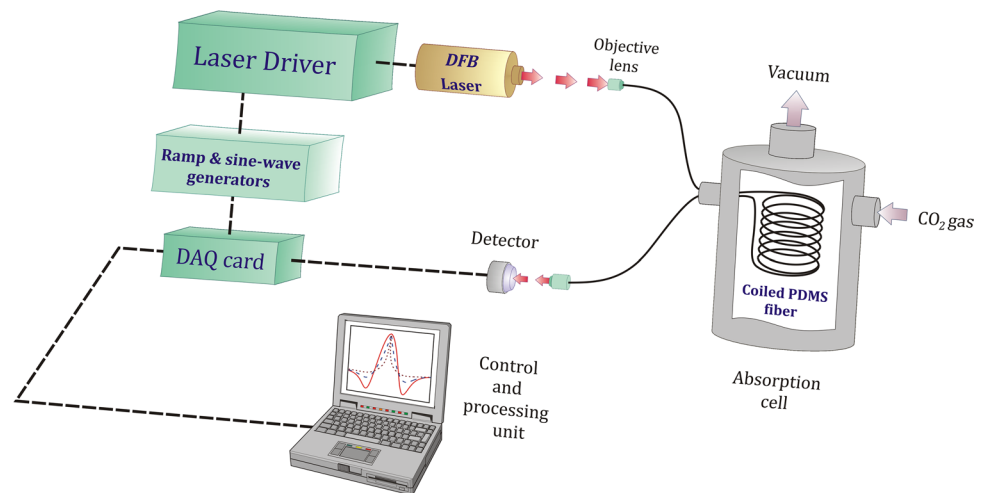 Laser Driver
DFB
Laser
Objective
lens
Vacuum
Ramp & sine-wave
generators
CO₂ gas
DAQ card
Detector
Coiled PDMS
fiber
Control
and
processing
unit
Absorption
cell